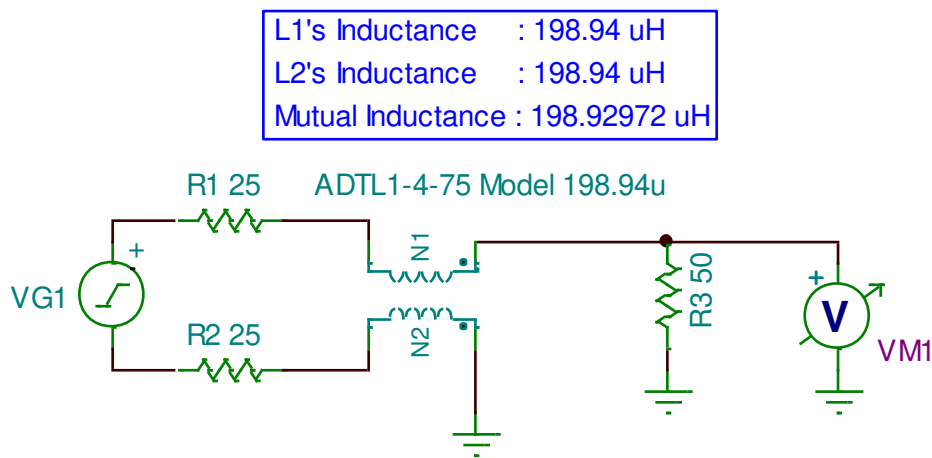 L1's Inductance : 198.94 uH
L2's Inductance : 198.94 uH
Mutual Inductance : 198.92972 uH
R1 25
ADTL1-4-75 Model 198.94u
N1
+
VG1
R2 25
N2
R3 50
+
V
VM1